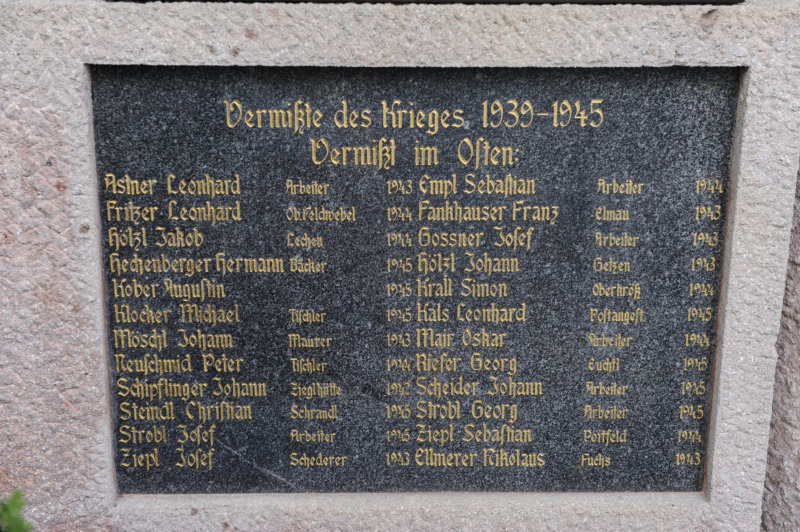 Vermißte des Krieges 1939-1945
Vermißt im Osten:
Astner Leonhard Arbeiter 1943 Empl Sebastian Arbeiter 1944
Fritzer Leonhard Ob.Feldwebel 1944 Fankhauser Franz Elmau 1943
Hölzl Jakob Lechen 1944 Gossner Josef Arbeiter 1943
Hechenberger Hermann Bäcker 1945 Hölzl Johann Getzen 1943
Kober Augustin 1945 Krall Simon Oberkröß 1944
Klocker Michael Tischler 1945 Kals Leonhard Postangest. 1945
Möschl Johann Maurer 1943 Mair Oskar Arbeiter 1944
Neuschmid Peter Tischler 1944 Rieser Georg Euchtl 1945
Schipflinger Johann Zieglhütte 1942 Scheider Johann Arbeiter 1945
Steindl Christian Schrandl 1945 Strobl Georg Arbeiter 1945
Strobl Josef Arbeiter 1945 Ziepl Sebastian Poitfeld 1944
Ziepl Josef Schederer 1943 Ellmerer Nikolaus Fuchs 1943